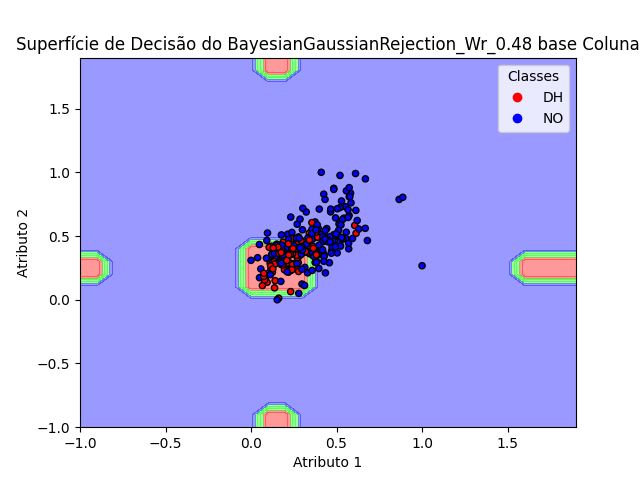 Superfície de Decisão do BayesianGaussianRejection_Wr_0.48 base Coluna
Classes
DH
NO
Atributo 2
1.5
1.0
0.5
0.0
−0.5
−1.0
−1.0 −0.5 0.0 0.5 1.0 1.5
Atributo 1